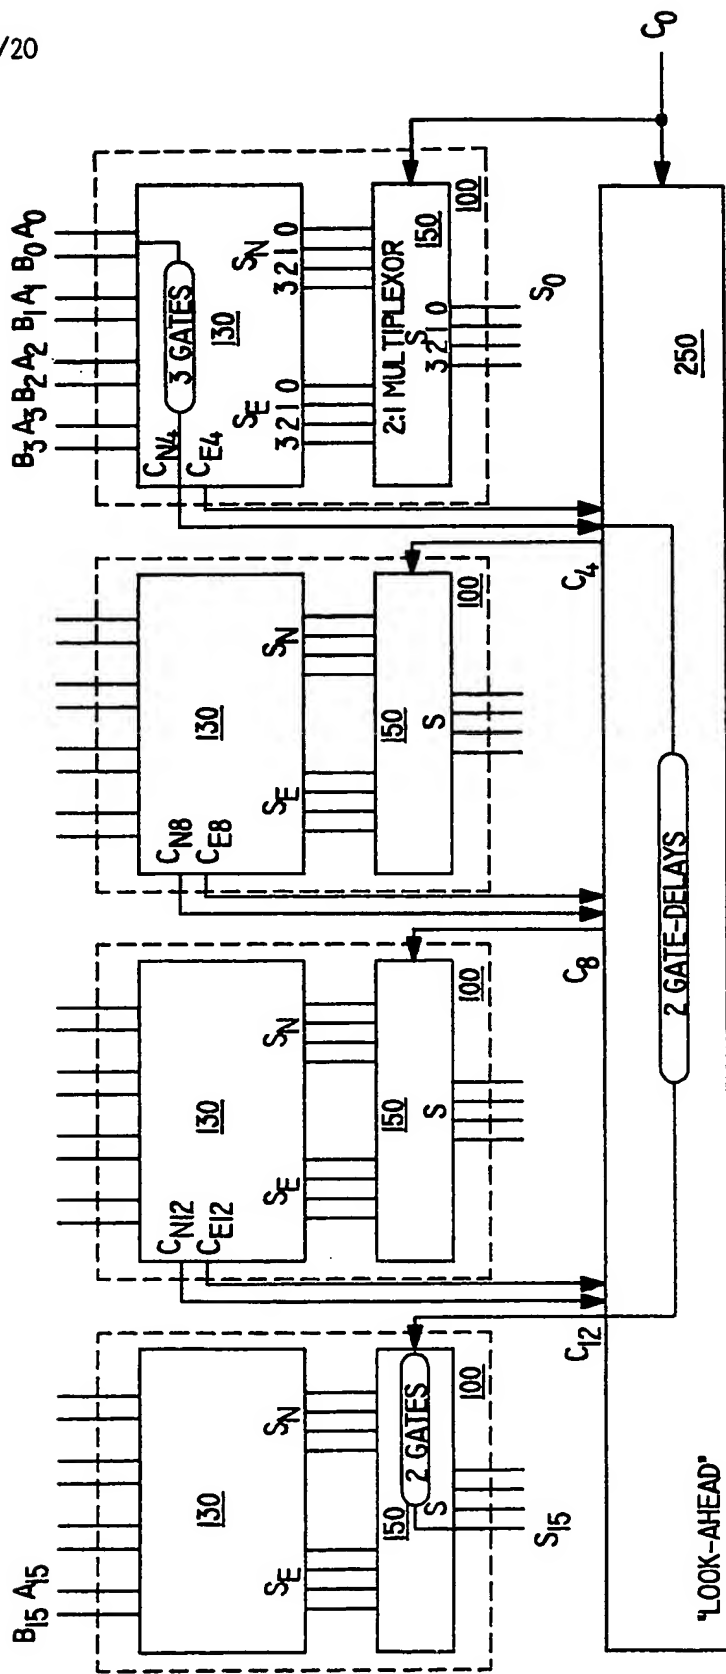 /20
B15 A15
B3 A3 B2 A2 B1 A1 B0 A0
130
SE
SN
150
S
2 GATES
100
S15
CN12
CE12
130
SE
SN
150
S
100
CN8
CE8
130
SE
SN
150
S
100
CN4
CE4
3 GATES
130
SE
3 2 1 0
SN
3 2 1 0
2:1 MULTIPLEXOR
150
S
3 2 1 0
100
S0
C12
C8
C4
C0
2 GATE-DELAYS
"LOOK-AHEAD"
250